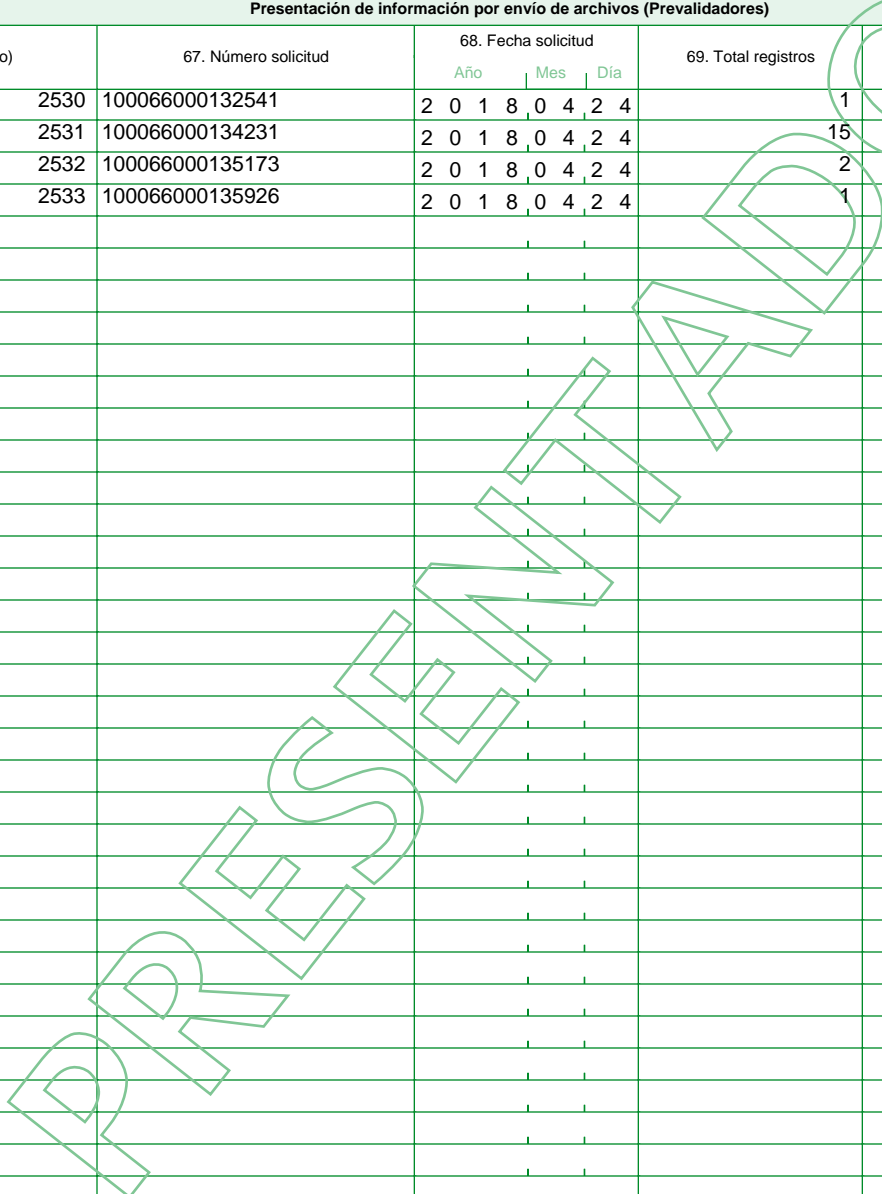 Presentación de información por envío de archivos (Prevalidadores)
o) 67. Número solicitud 68. Fecha solicitud 69. Total registros
Año Mes Día
2530 100066000132541 2 0 1 8 0 4 2 4 1
2531 100066000134231 2 0 1 8 0 4 2 4 15
2532 100066000135173 2 0 1 8 0 4 2 4 2
2533 100066000135926 2 0 1 8 0 4 2 4 1
PRESENTADO